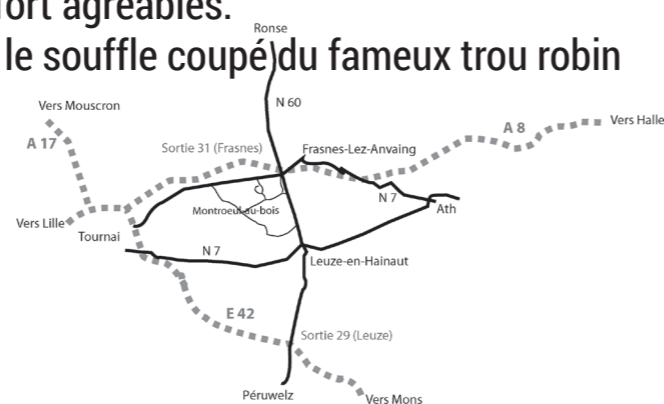 fort agréables.
le souffle coupé du fameux trou robin
Ronse
N 60
Vers Mouscron
A 17
Sortie 31 (Frasnes)
Frasnes-Lez-Anvaing
A 8
Vers Halle
Montroeul-au-bois
N 7
Ath
Vers Lille
Tournai
N 7
Leuze-en-Hainaut
E 42
Sortie 29 (Leuze)
Péruwelz
Vers Mons